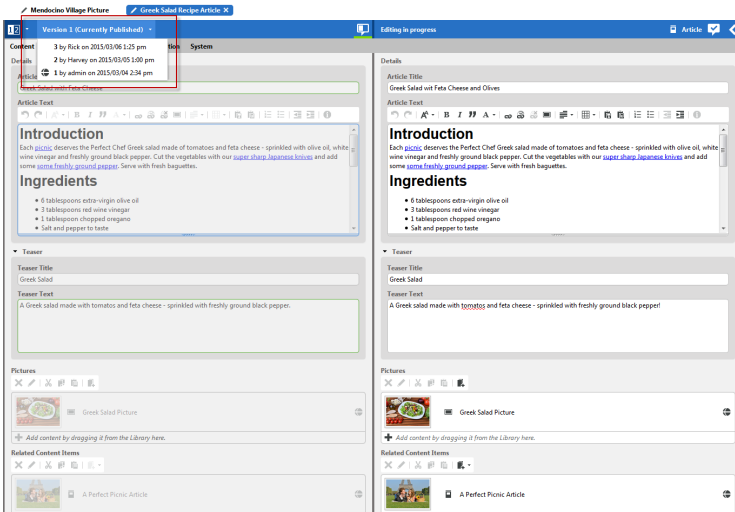 Mendocino Village Picture
Greek Salad Recipe Article ✕
12
Version 1 (Currently Published)
3 by Rick on 2015/03/06 1:25 pm
2 by Harvey on 2015/03/05 1:00 pm
1 by admin on 2015/03/04 2:34 pm
Content
tion
System
Details
Article
Greek Salad with Feta Cheese
Article Text
Introduction
Each picnic deserves the Perfect Chef Greek salad made of tomatoes and feta cheese - sprinkled with olive oil, white
wine vinegar and freshly ground black pepper. Cut the vegetables with our super sharp Japanese knives and add
some some freshly ground black pepper. Serve with fresh baguettes.
Ingredients
• 6 tablespoons extra-virgin olive oil
• 3 tablespoons red wine vinegar
• 1 tablespoon chopped oregano
• Salt and pepper to taste
Teaser
Teaser Title
Greek Salad
Teaser Text
A Greek salad made with tomatos and feta cheese - sprinkled with freshly ground black pepper.
Pictures
Greek Salad Picture
Add content by dragging it from the Library here.
Related Content Items
A Perfect Picnic Article
Editing in progress
Article
Details
Article Title
Greek Salad wit Feta Cheese and Olives
Article Text
Introduction
Each picnic deserves the Perfect Chef Greek salad made of tomatoes and feta cheese - sprinkled with olive oil, white
wine vinegar and freshly ground black pepper. Cut the vegetables with our super sharp Japanese knives and add
some some freshly ground black pepper. Serve with fresh baguettes.
Ingredients
• 6 tablespoons extra-virgin olive oil
• 3 tablespoons red wine vinegar
• 1 tablespoon chopped oregano
• Salt and pepper to taste
Teaser
Teaser Title
Greek Salad
Teaser Text
A Greek salad made with tomatos and feta cheese - sprinkled with freshly ground black pepper!
Pictures
Greek Salad Picture
Add content by dragging it from the Library here.
Related Content Items
A Perfect Picnic Article